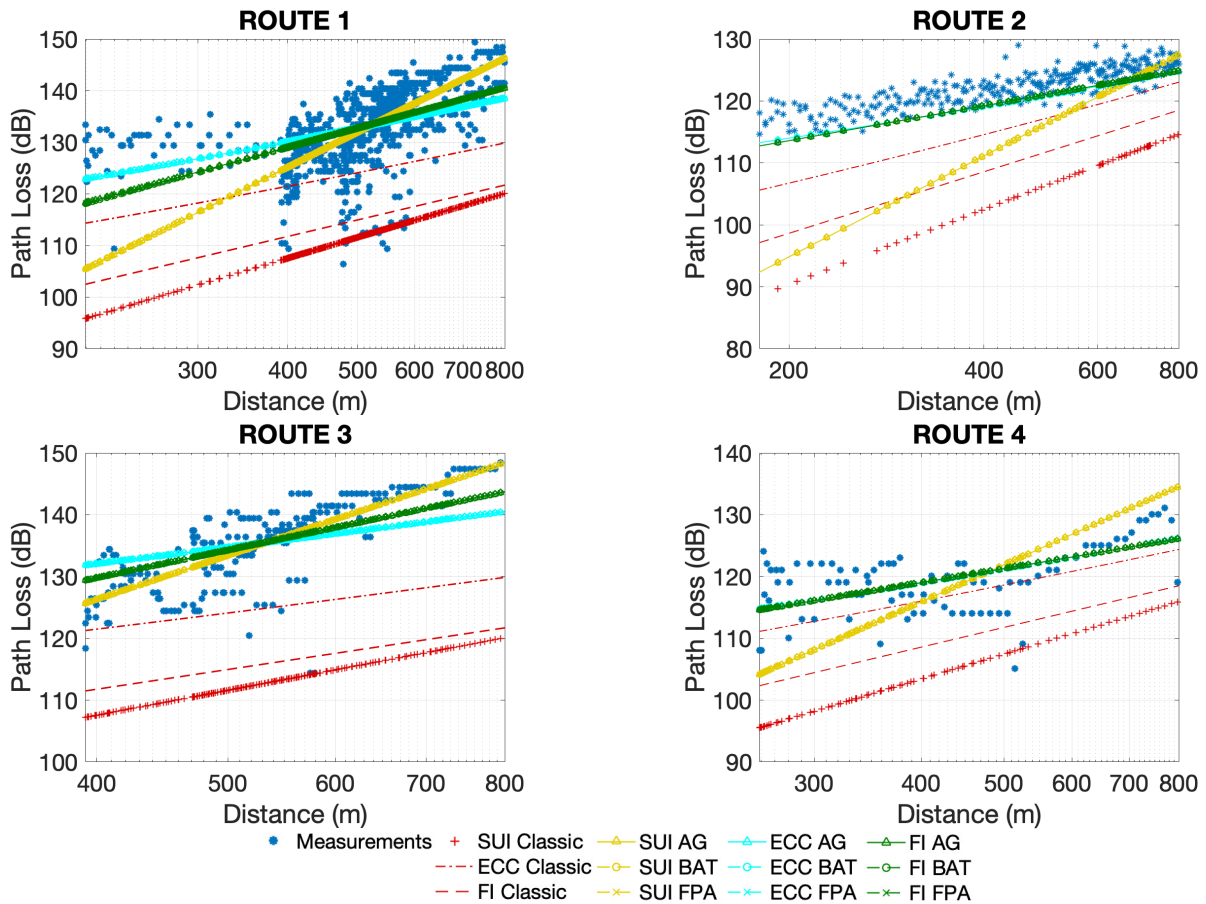 ROUTE 1
150
140
130
120
110
100
90
Path Loss (dB)
300 400 500 600 700 800
Distance (m)
ROUTE 2
130
120
110
100
90
80
Path Loss (dB)
200 400 600 800
Distance (m)
ROUTE 3
150
140
130
120
110
100
Path Loss (dB)
400 500 600 700 800
Distance (m)
ROUTE 4
140
130
120
110
100
90
Path Loss (dB)
300 400 500 600 700 800
Distance (m)
Measurements SUI Classic SUI AG ECC AG FI AG
ECC Classic SUI BAT ECC BAT FI BAT
FI Classic SUI FPA ECC FPA FI FPA